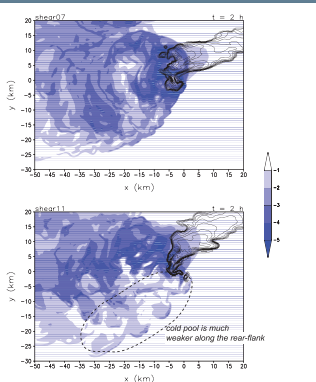 shear07 t = 2 h
20
15
10
5
0
-5
-10
-15
-20
-25
-30
y (km)
-50 -45 -40 -35 -30 -25 -20 -15 -10 -5 0 5 10 15 20
x (km)
-1
-2
-3
-4
-5
shear11 t = 2 h
20
15
10
5
0
-5
-10
-15
-20
-25
-30
y (km)
cold pool is much
weaker along the rear-flank
-50 -45 -40 -35 -30 -25 -20 -15 -10 -5 0 5 10 15 20
x (km)